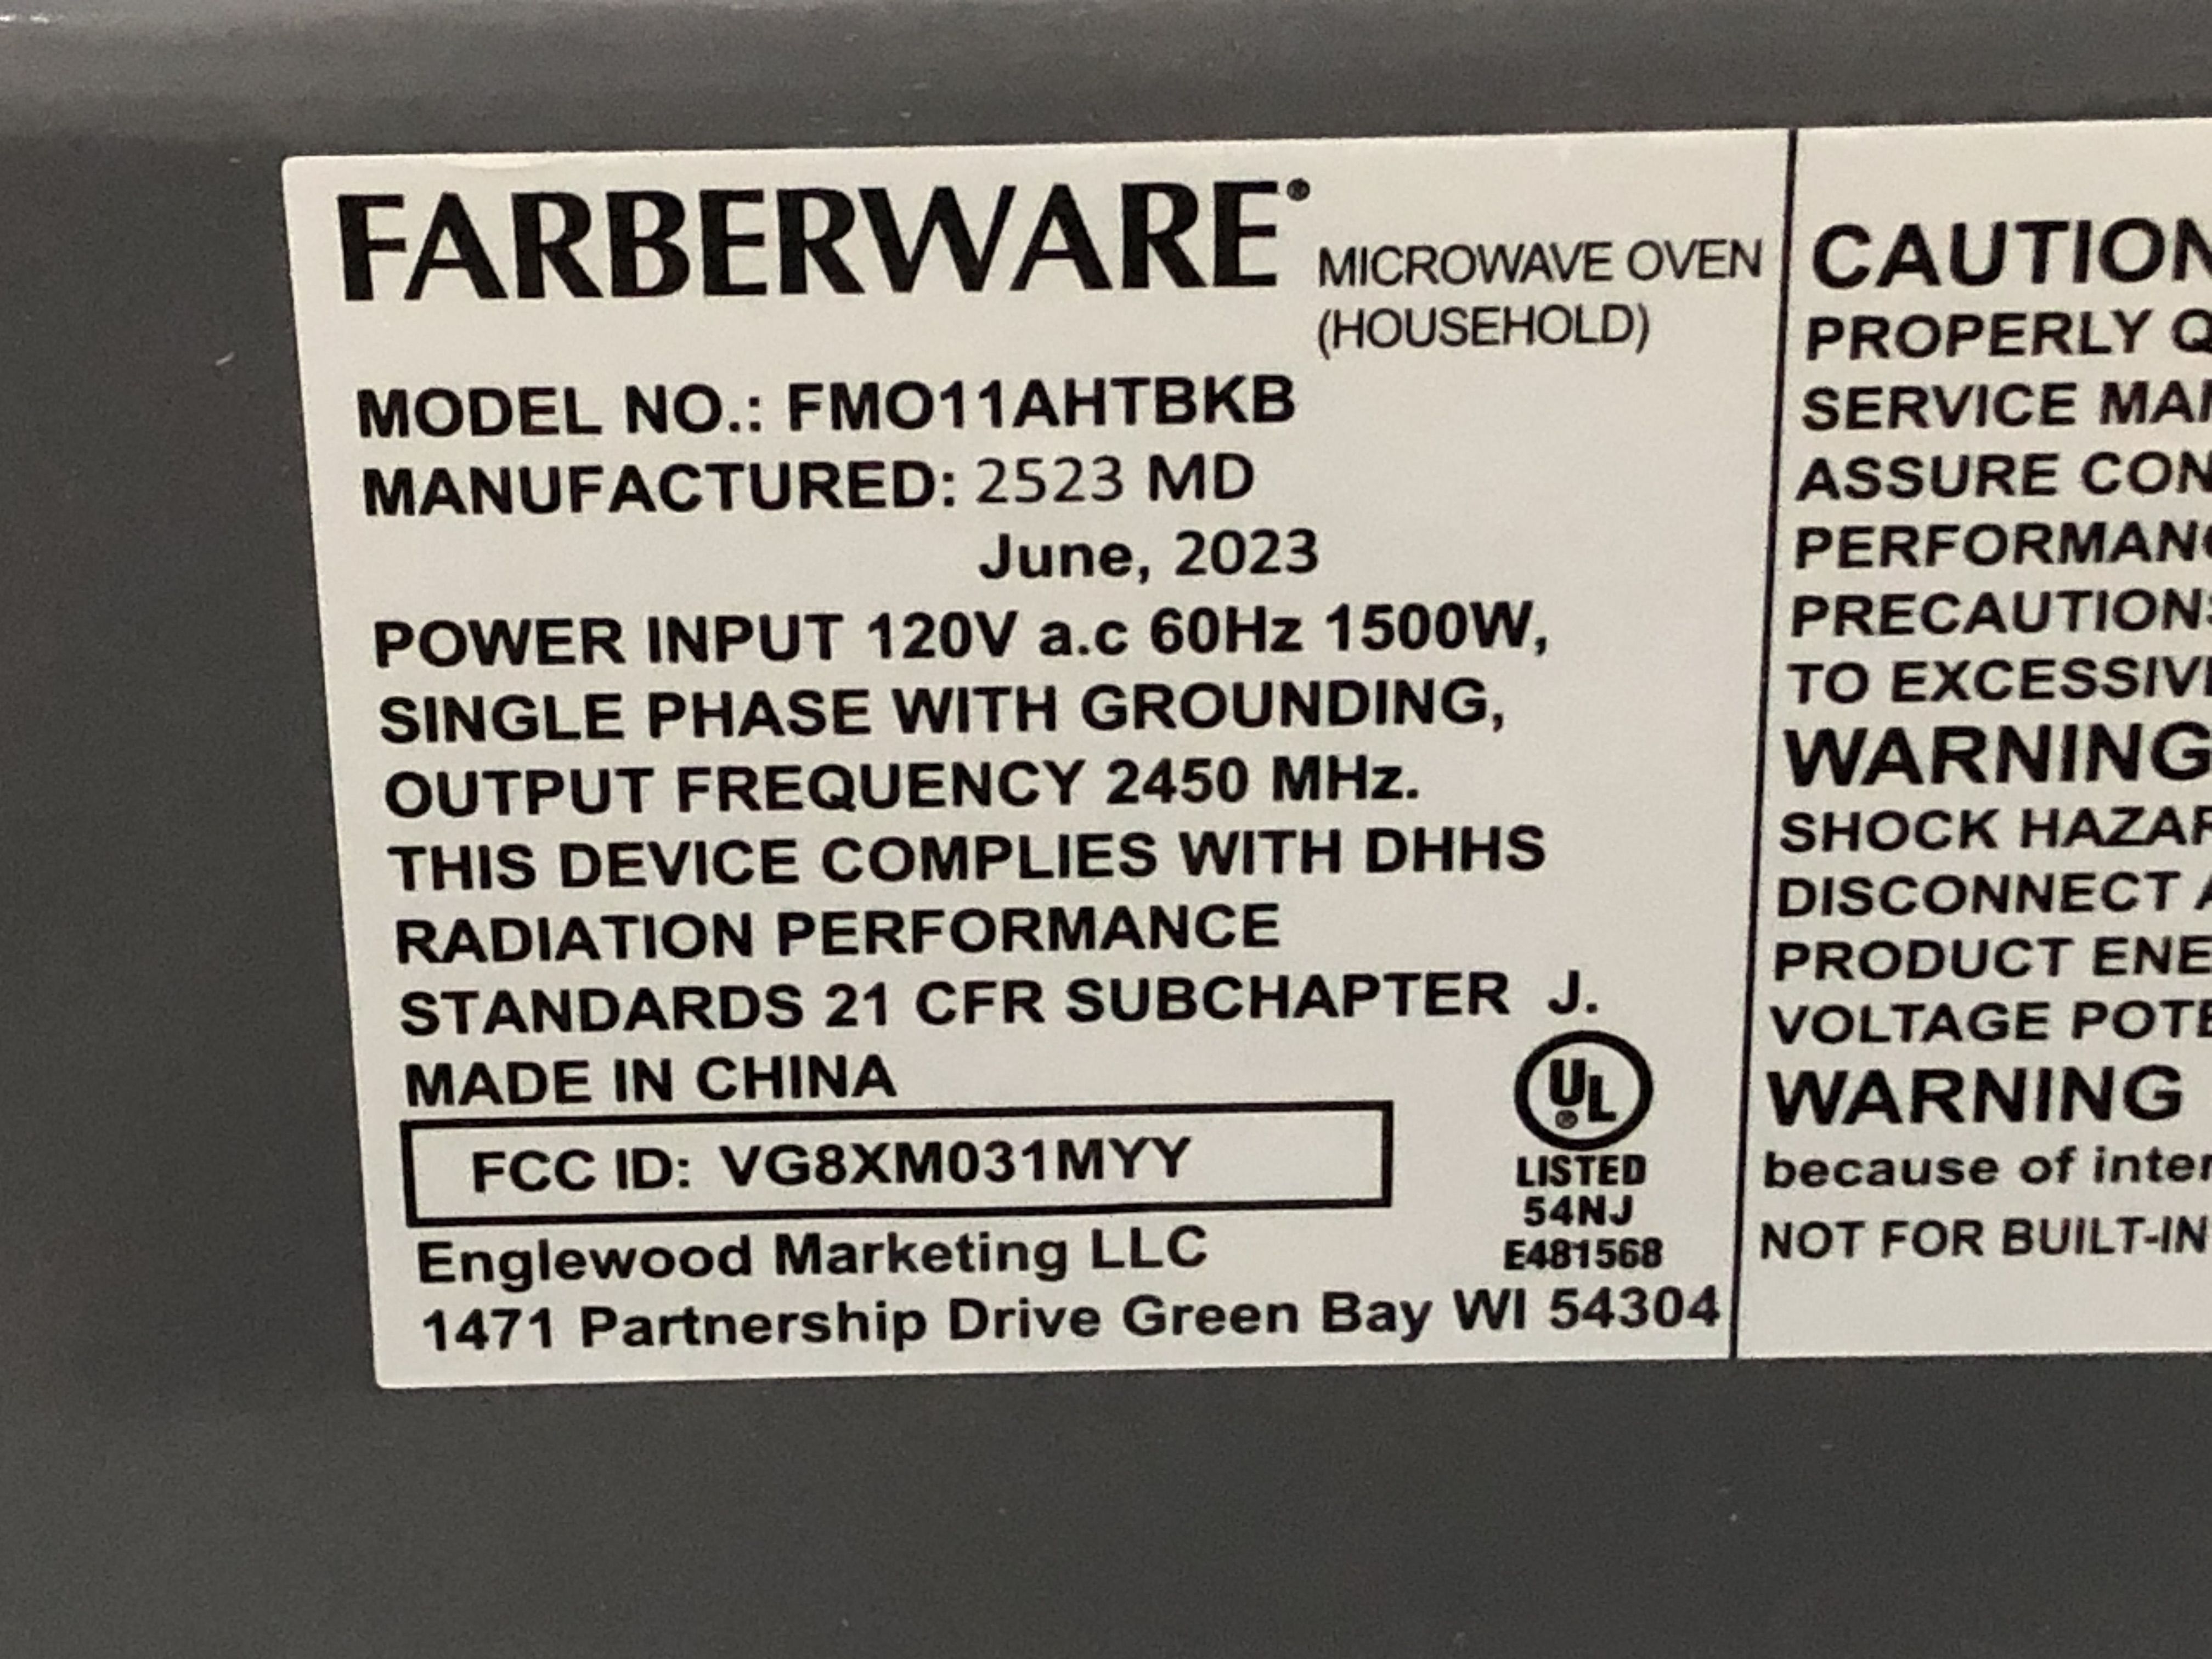 FARBERWARE® MICROWAVE OVEN
(HOUSEHOLD)
MODEL NO.: FMO11AHTBKB
MANUFACTURED: 2523 MD
June, 2023
POWER INPUT 120V a.c 60Hz 1500W,
SINGLE PHASE WITH GROUNDING,
OUTPUT FREQUENCY 2450 MHz.
THIS DEVICE COMPLIES WITH DHHS
RADIATION PERFORMANCE
STANDARDS 21 CFR SUBCHAPTER J.
MADE IN CHINA
FCC ID: VG8XM031MYY
UL®
LISTED
54NJ
E481568
Englewood Marketing LLC
1471 Partnership Drive Green Bay WI 54304
CAUTION
PROPERLY
SERVICE
ASSURE
PRECAUTIONS
TO
WARNING
SHOCK
DISCONNECT
PRODUCT
VOLTAGE
WARNING
because of
NOT FOR BUILT-IN